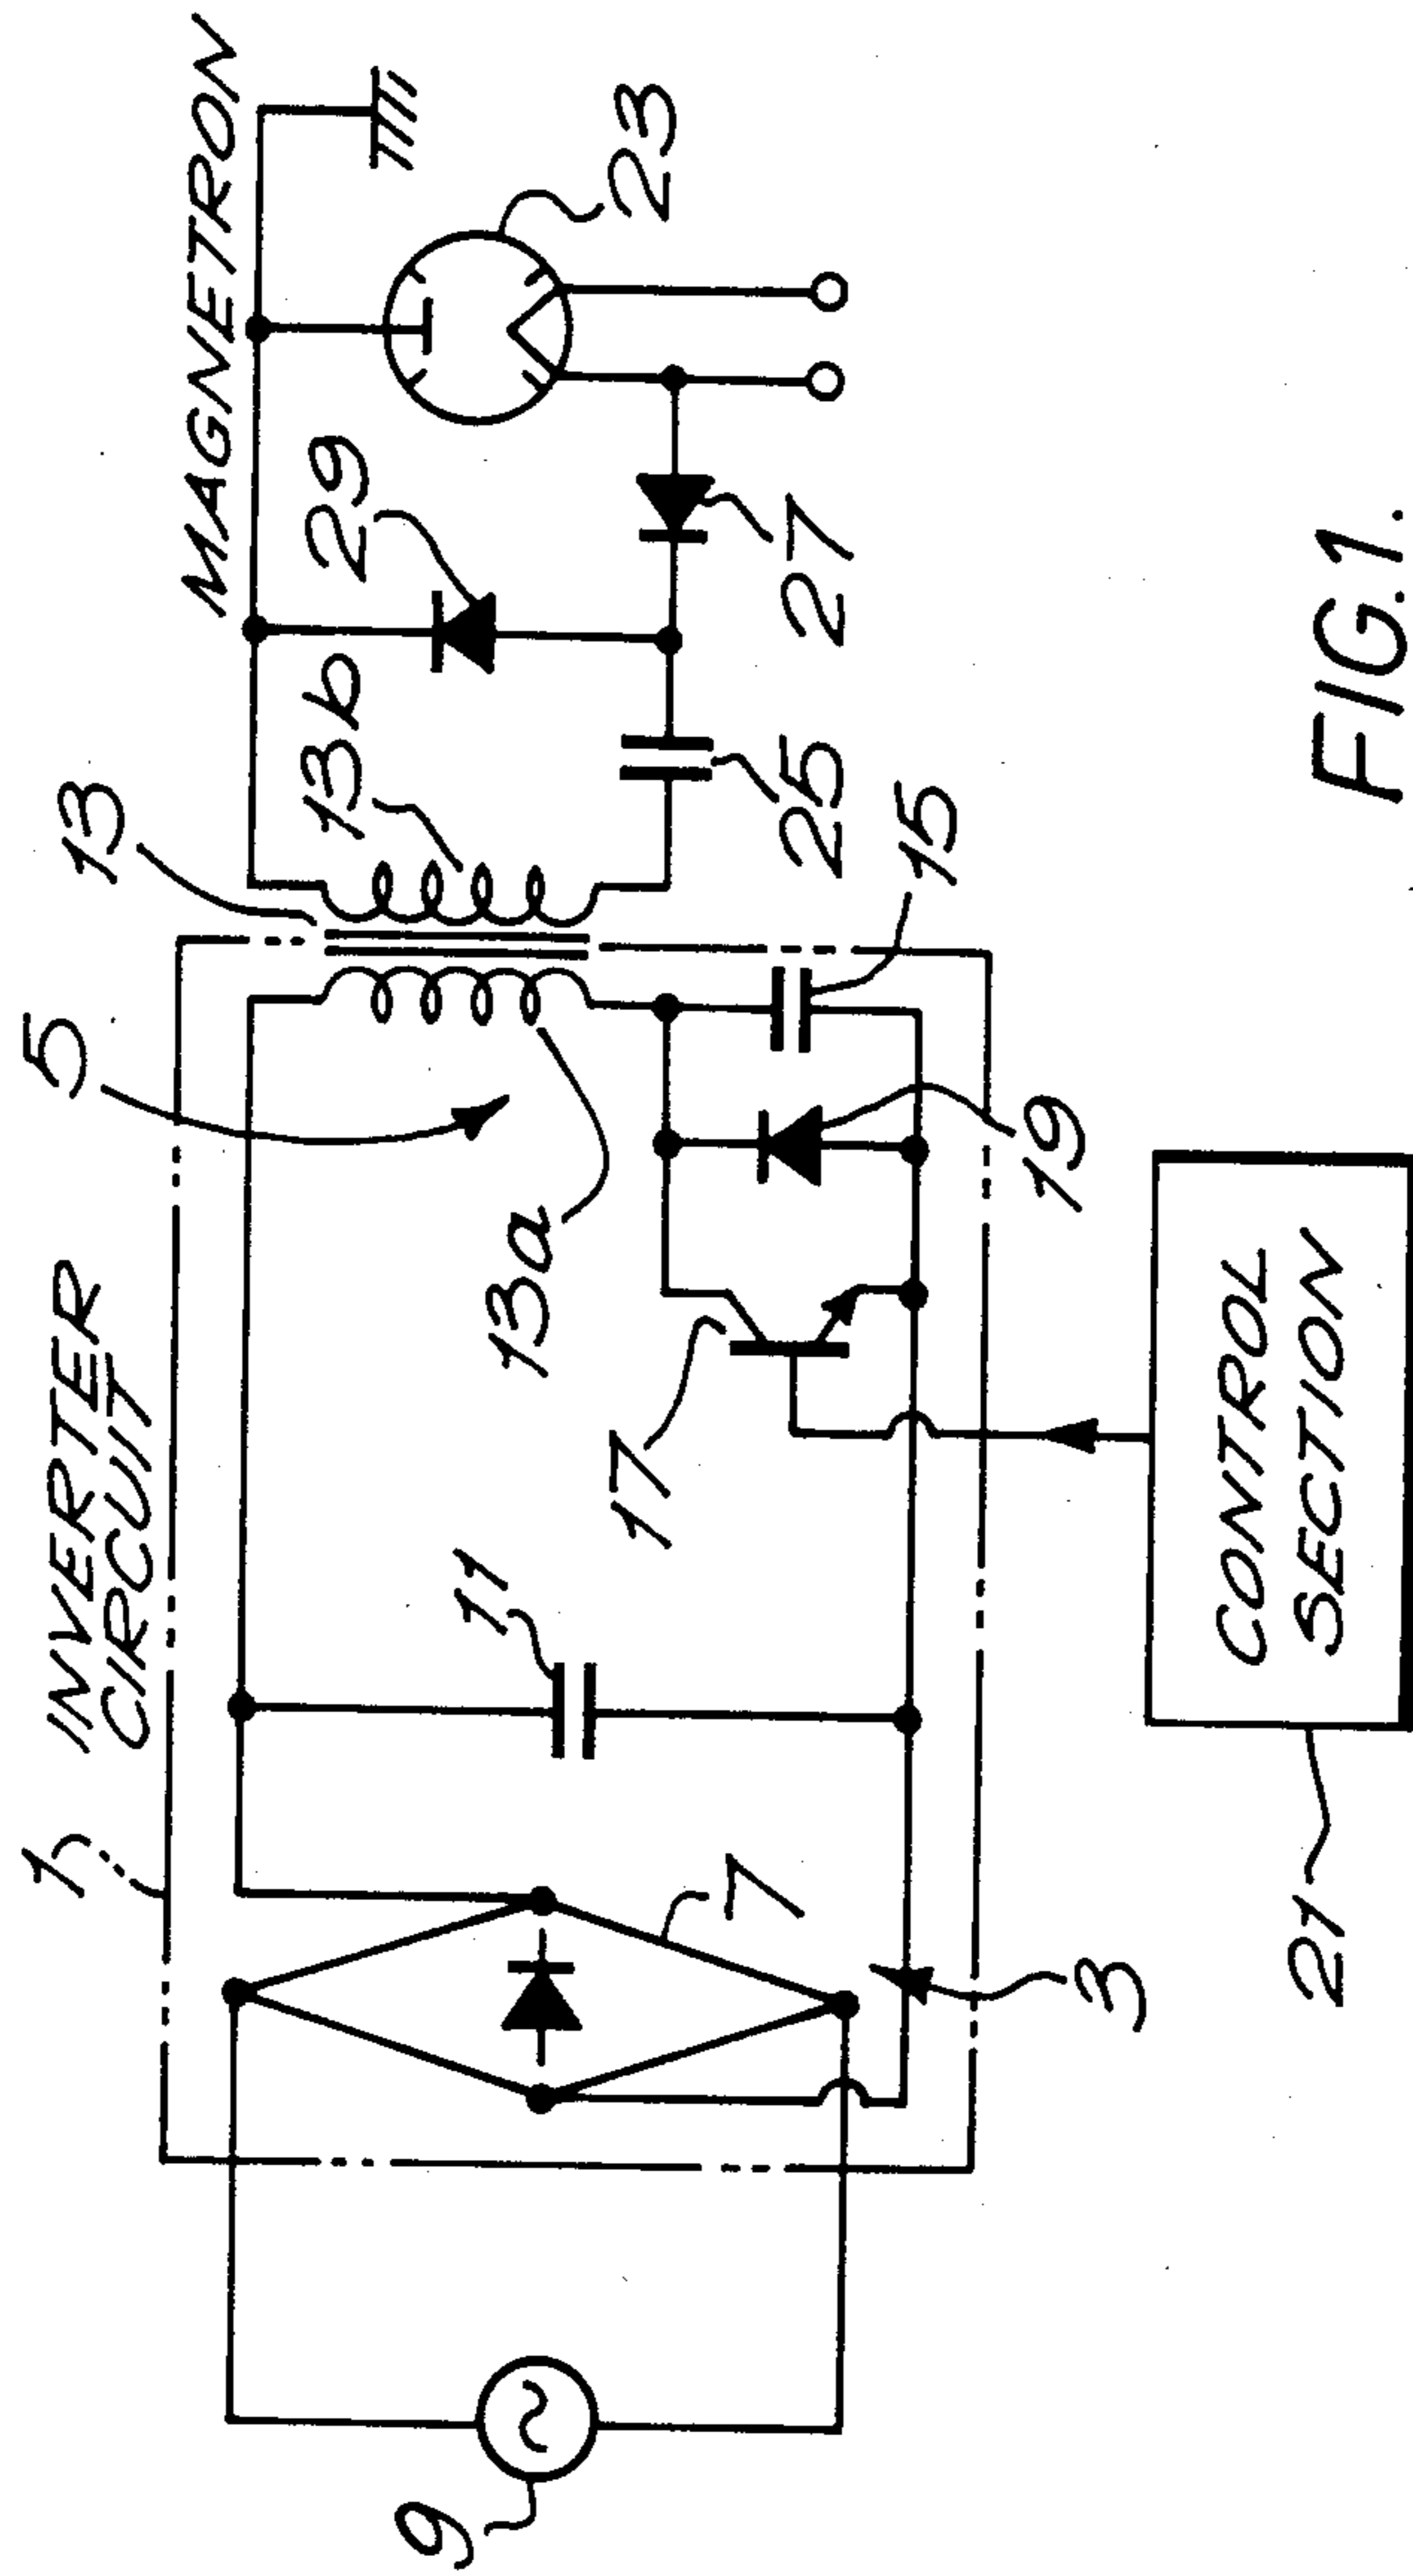 1
INVERTER
CIRCUIT
5
13
MAGNETRON
13b
29
23
9
7
11
17
13a
3
19
15
25
27
21
CONTROL
SECTION
FIG.1.